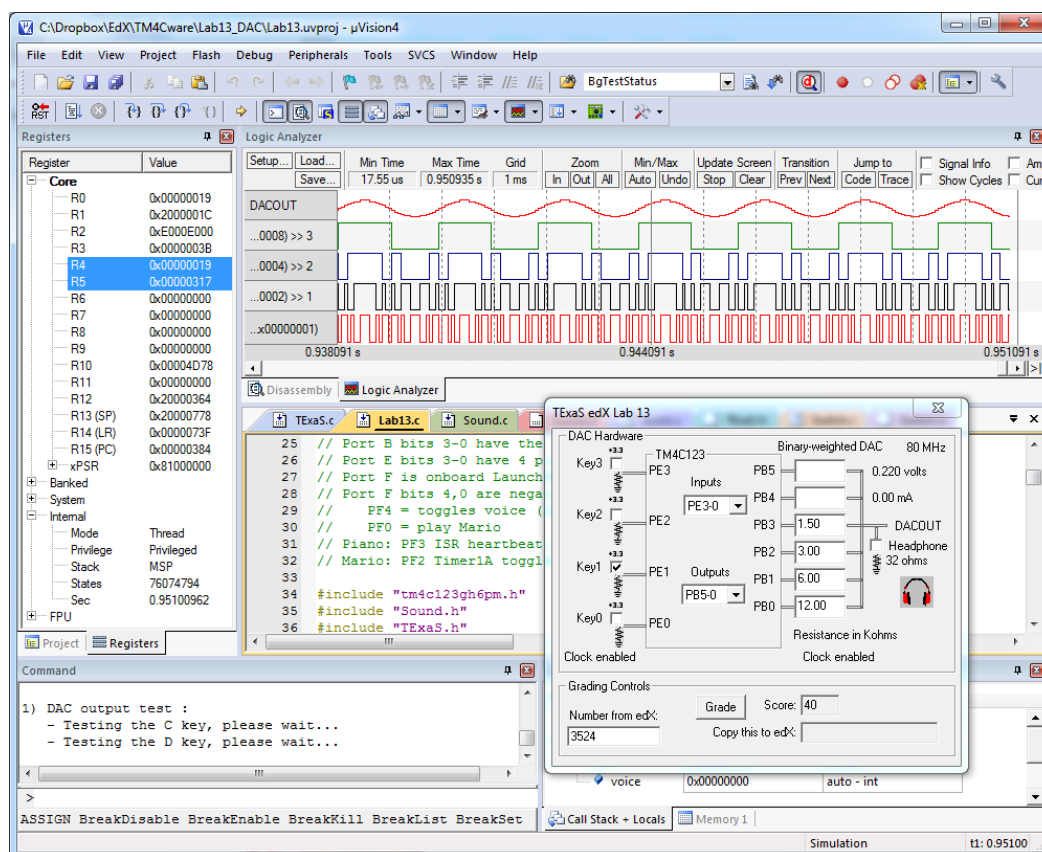 C:\Dropbox\EdX\TM4Cware\Lab13_DAC\Lab13.uvproj - µVision4
File Edit View Project Flash Debug Peripherals Tools SVCS Window Help
BgTestStatus
RST
Registers
Register Value
Core
R0 0x00000019
R1 0x2000001C
R2 0xE000E000
R3 0x0000003B
R4 0x00000019
R5 0x00000317
R6 0x00000000
R7 0x00000000
R8 0x00000000
R9 0x00000000
R10 0x00004D78
R11 0x00000000
R12 0x20000364
R13 (SP) 0x20000778
R14 (LR) 0x0000073F
R15 (PC) 0x00000384
xPSR 0x81000000
Banked
System
Internal
Mode Thread
Privilege Privileged
Stack MSP
States 76074794
Sec 0.95100962
FPU
Project Registers
Logic Analyzer
Setup... Load... Min Time Max Time Grid Zoom Min/Max Update Screen Transition Jump to Signal Info Am
Save... 17.55 us 0.950935 s 1 ms In Out All Auto Undo Stop Clear Prev Next Code Trace Show Cycles Cur
DACOUT
...0008) >> 3
...0004) >> 2
...0002) >> 1
...x00000001)
0.938091 s 0.944091 s 0.951091 s
Disassembly Logic Analyzer
TExaS.c Lab13.c Sound.c
25 // Port B bits 3-0 have the
26 // Port E bits 3-0 have 4 p
27 // Port F is onboard Launch
28 // Port F bits 4,0 are nega
29 // PF4 = toggles voice (
30 // PF0 = play Mario
31 // Piano: PF3 ISR heartbeat
32 // Mario: PF2 Timer1A toggl
33
34 #include "tm4c123gh6pm.h"
35 #include "Sound.h"
36 #include "TExaS.h"
TExaS edX Lab 13
DAC Hardware
TM4C123
Binary-weighted DAC 80 MHz
+3.3
Key3 PE3 Inputs PB5 0.220 volts
+3.3
PE3-0 PB4 0.00 mA
Key2 PE2 PB3 1.50 DACOUT
+3.3
PB2 3.00 Headphone
32 ohms
Key1 PE1 Outputs PB1 6.00
+3.3
PB5-0 PB0 12.00
Key0 PE0
Resistance in Kohms
Clock enabled Clock enabled
Grading Controls
Number from edX: Grade Score: 40
3524 Copy this to edX:
Command
1) DAC output test :
- Testing the C key, please wait...
- Testing the D key, please wait...
>
ASSIGN BreakDisable BreakEnable BreakKill BreakList BreakSet
voice 0x00000000 auto - int
Call Stack + Locals Memory 1
Simulation t1: 0.95100